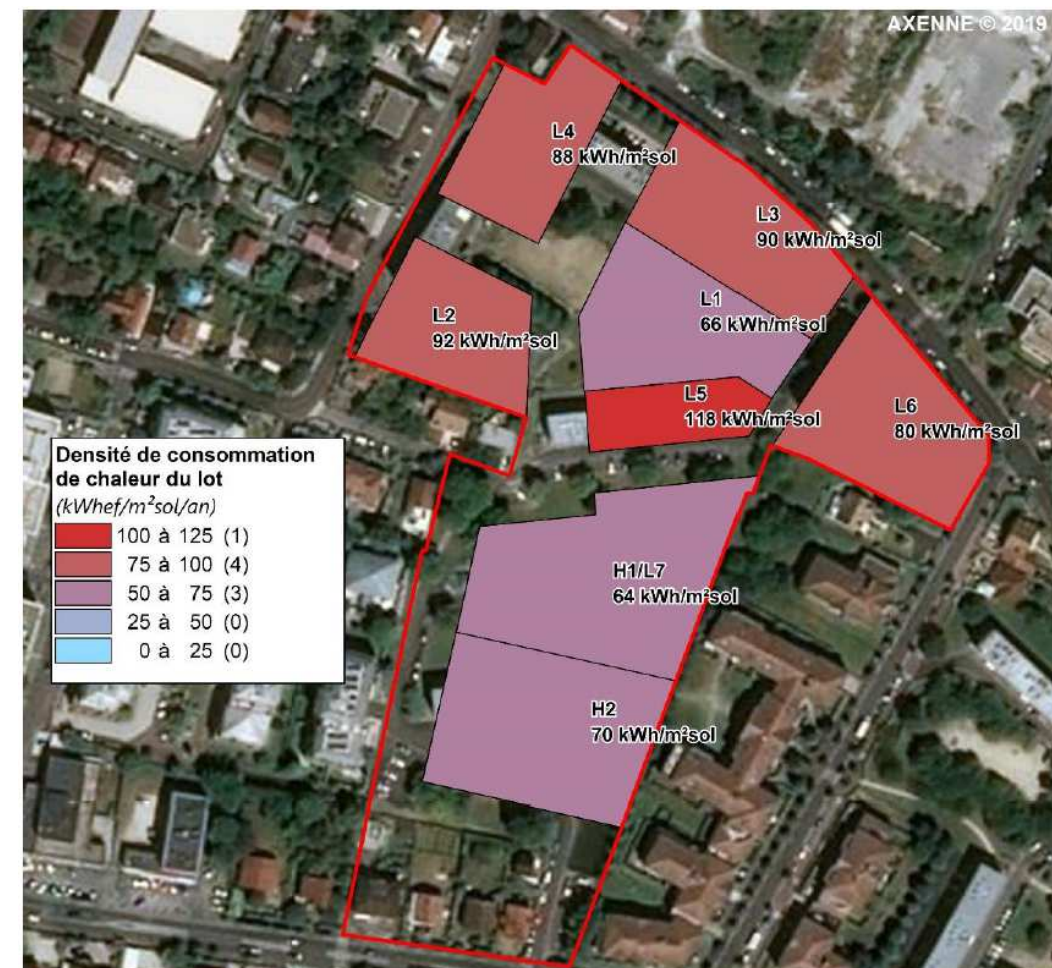 AXENNE © 2019
L4
88 kWh/m²sol
L3
90 kWh/m²sol
L1
66 kWh/m²sol
L2
92 kWh/m²sol
L5
118 kWh/m²sol
L6
80 kWh/m²sol
Densité de consommation
de chaleur du lot
(kWhef/m²sol/an)
100 à 125 (1)
75 à 100 (4)
50 à 75 (3)
25 à 50 (0)
0 à 25 (0)
H1/L7
64 kWh/m²sol
H2
70 kWh/m²sol